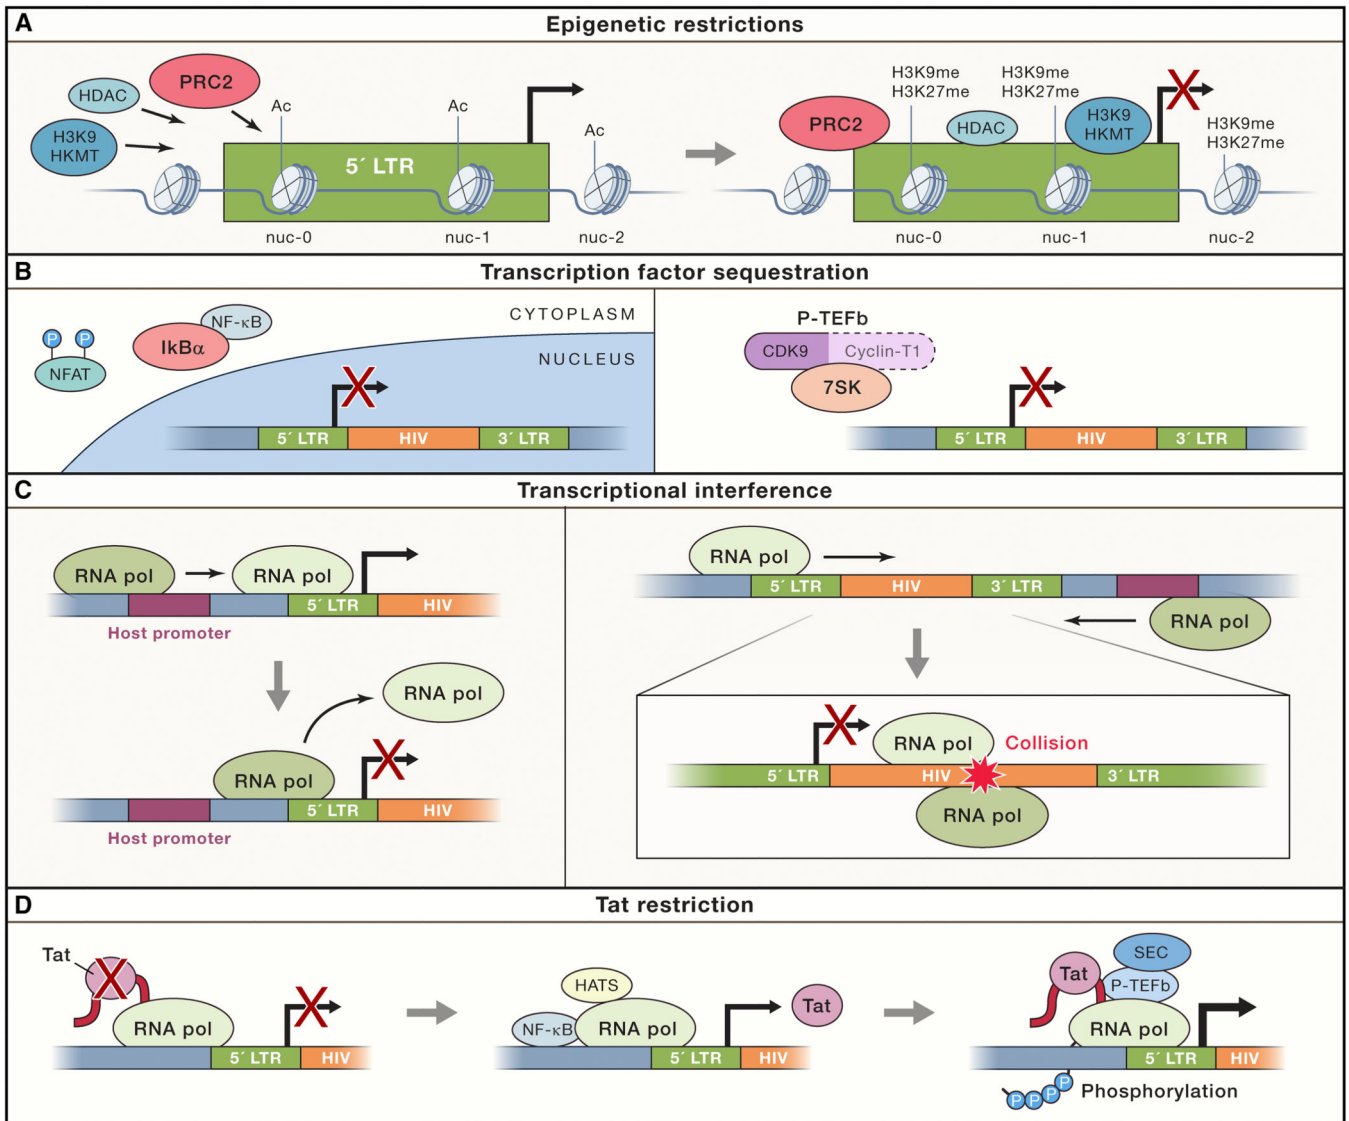 A
Epigenetic restrictions
HDAC
PRC2
H3K9
HKMT
Ac
Ac
Ac
5´ LTR
nuc-0
nuc-1
nuc-2
PRC2
H3K9me
H3K27me
HDAC
H3K9me
H3K27me
H3K9
HKMT
H3K9me
H3K27me
nuc-0
nuc-1
nuc-2
B
Transcription factor sequestration
P
P
NFAT
IkBα
NF-κB
CYTOPLASM
NUCLEUS
5´ LTR
HIV
3´ LTR
P-TEFb
CDK9
Cyclin-T1
7SK
5´ LTR
HIV
3´ LTR
C
Transcriptional interference
RNA pol
RNA pol
5´ LTR
HIV
Host promoter
RNA pol
RNA pol
5´ LTR
HIV
Host promoter
RNA pol
5´ LTR
HIV
3´ LTR
RNA pol
RNA pol
Collision
5´ LTR
HIV
3´ LTR
RNA pol
D
Tat restriction
Tat
RNA pol
5´ LTR
HIV
HATS
NF-κB
RNA pol
Tat
5´ LTR
HIV
SEC
Tat
P-TEFb
RNA pol
5´ LTR
HIV
P
P
P
P
Phosphorylation